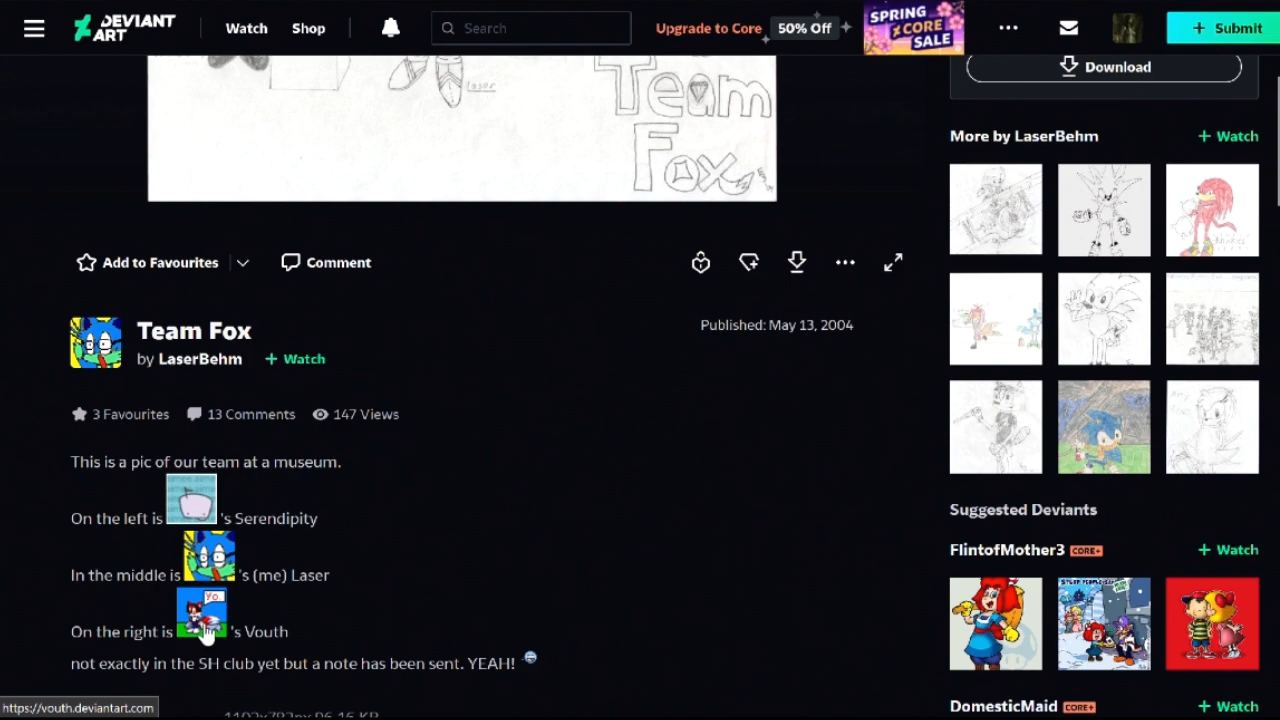 DEVIANT
ART
Watch
Shop
Search
Upgrade to Core
50% Off
SPRING
CORE
SALE
Submit
Laser
Team
Fox
Download
More by LaserBehm
+ Watch
Add to Favourites
Comment
Team Fox
by LaserBehm
+ Watch
Published: May 13, 2004
3 Favourites
13 Comments
147 Views
This is a pic of our team at a museum.
On the left is 's Serendipity
In the middle is 's (me) Laser
Yo
On the right is 's Vouth
not exactly in the SH club yet but a note has been sent. YEAH!
Suggested Deviants
FlintofMother3 CORE+
+ Watch
DomesticMaid CORE+
+ Watch
https://vouth.deviantart.com